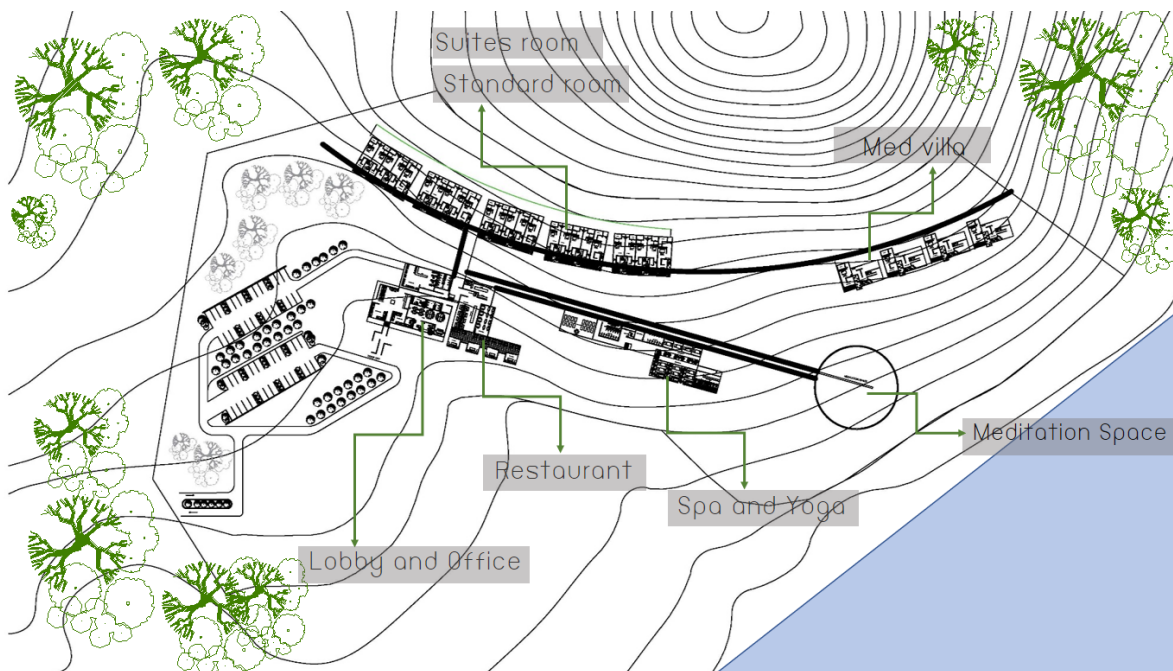 Suites room
Standard room
Med villa
Meditation Space
Restaurant
Spa and Yoga
Lobby and Office